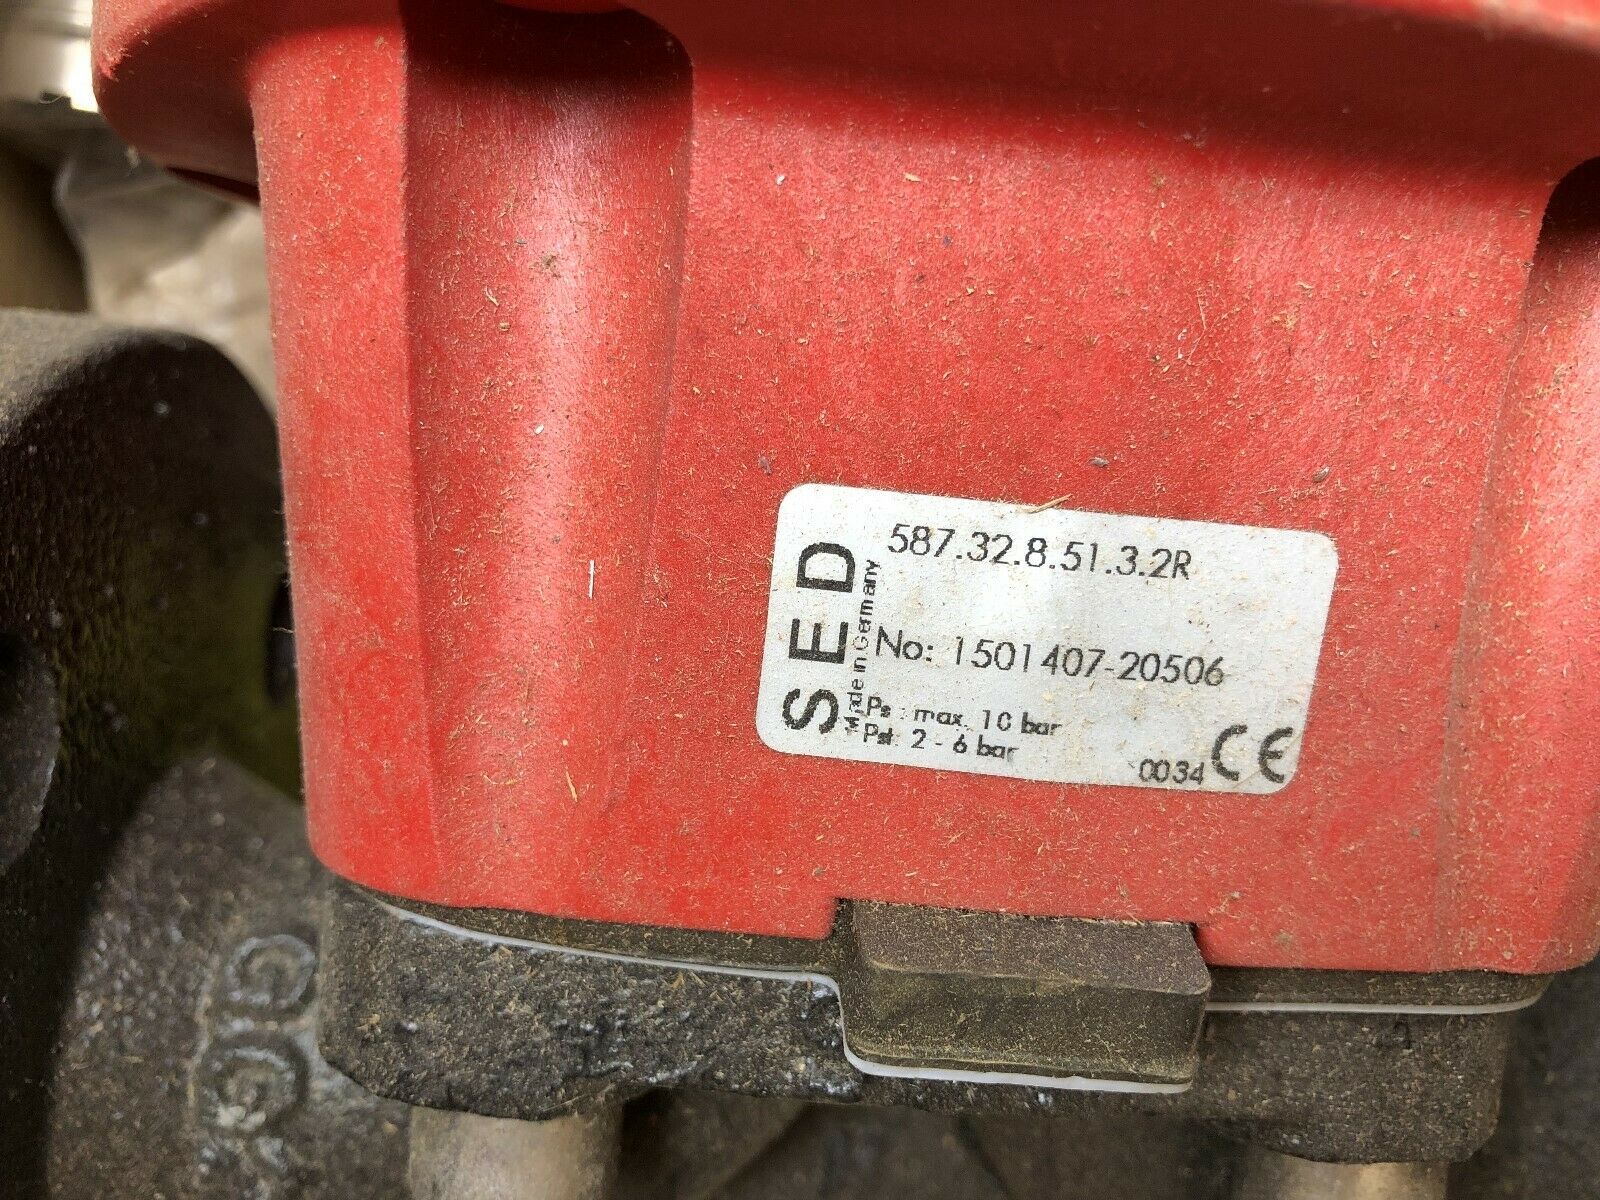 SED
Made in Germany
587.32.8.51.3.2R
No: 1501407-20506
Ps : max. 10 bar
Pst: 2 - 6 bar
0034 CE